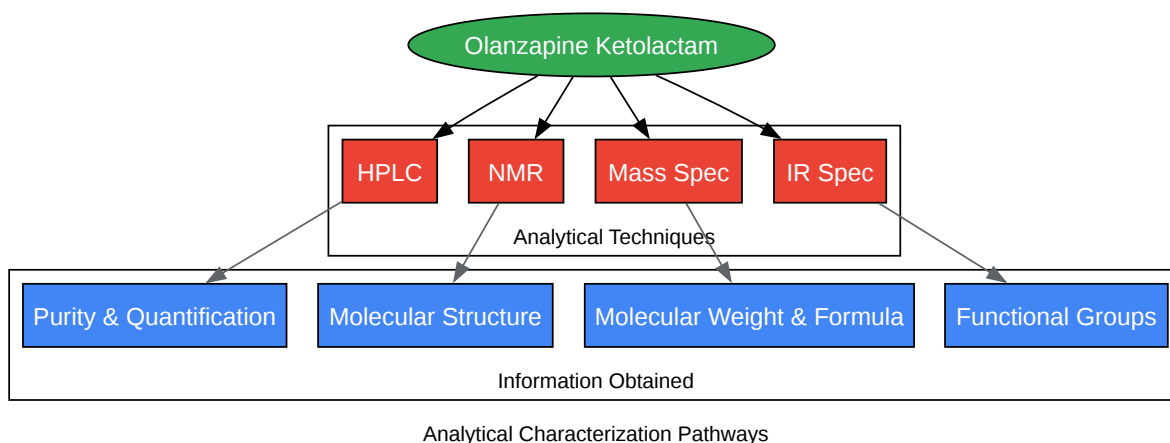 Olanzapine Ketolactam
HPLC
NMR
Mass Spec
IR Spec
Analytical Techniques
Purity & Quantification
Molecular Structure
Molecular Weight & Formula
Functional Groups
Information Obtained
Analytical Characterization Pathways